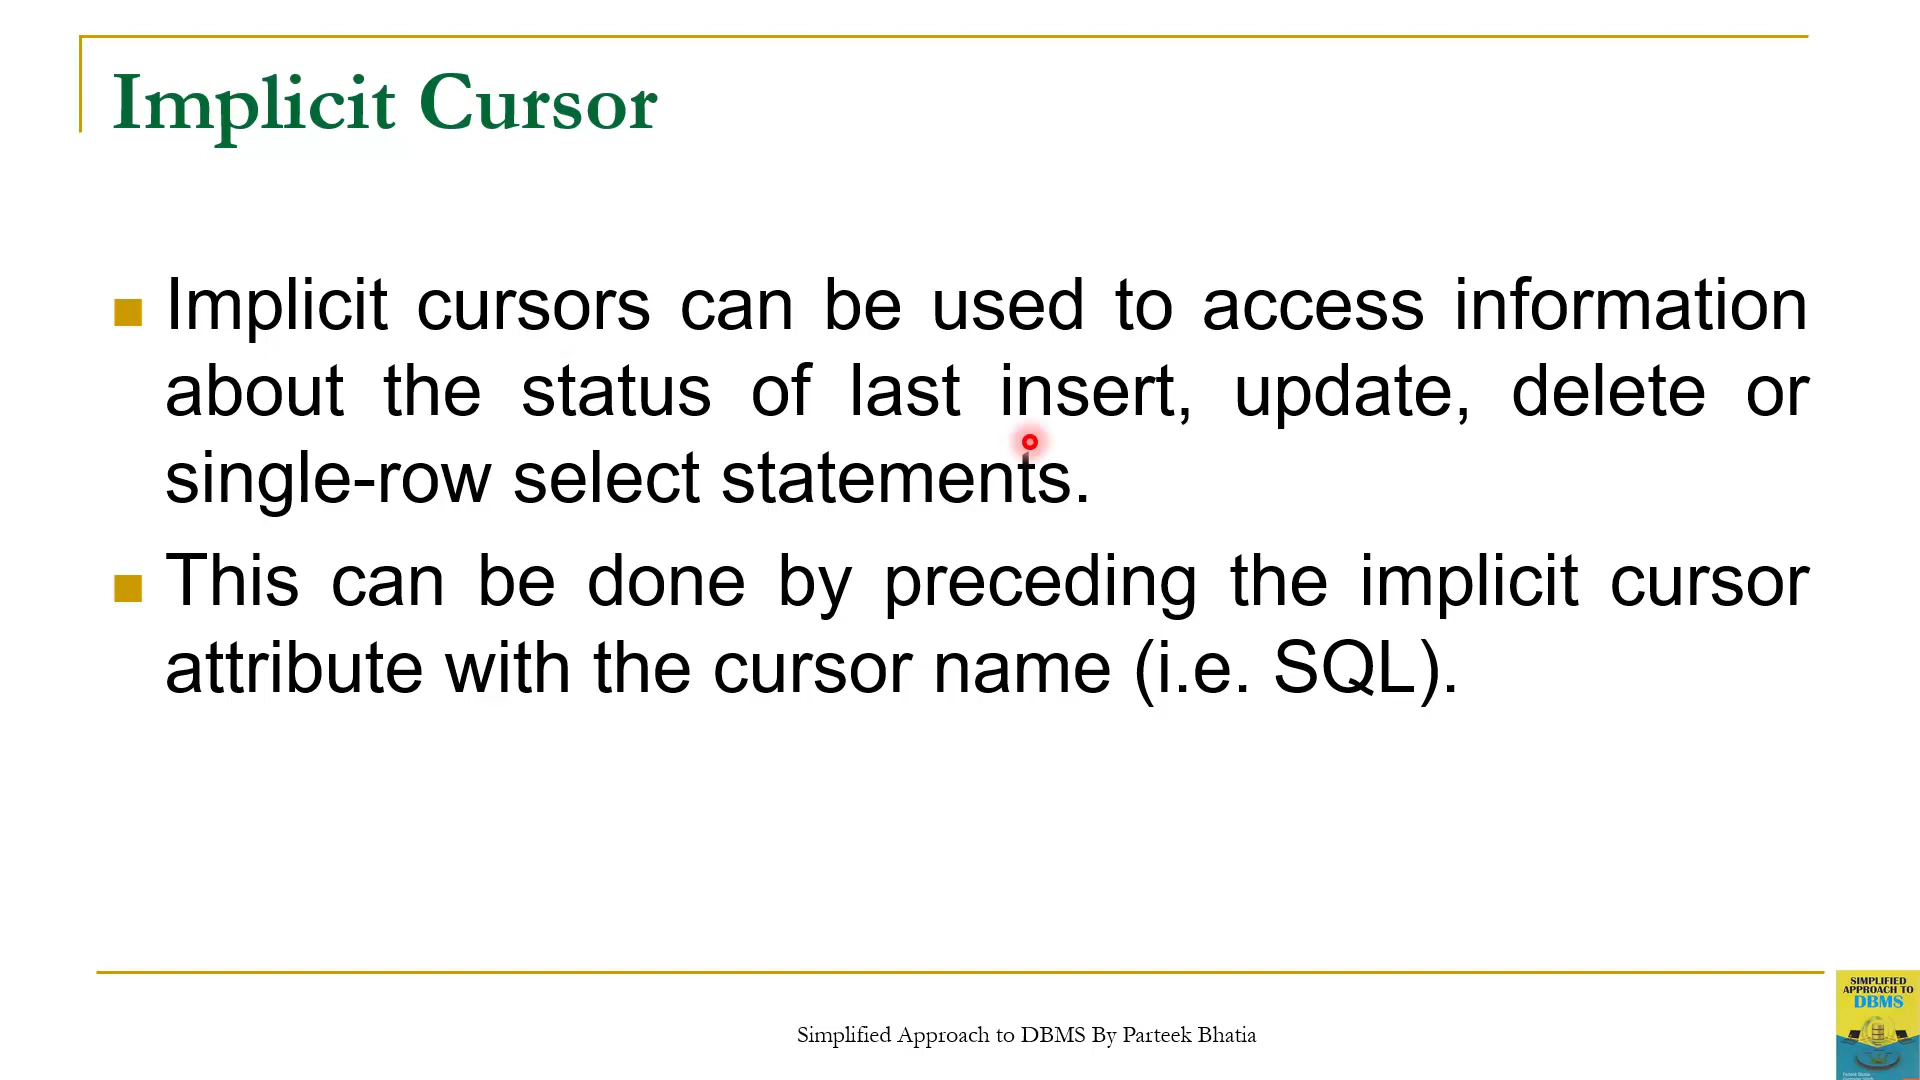 Implicit Cursor
Implicit cursors can be used to access information
about the status of last insert, update, delete or
single-row select statements.
This can be done by preceding the implicit cursor
attribute with the cursor name (i.e. SQL).
Simplified Approach to DBMS By Parteek Bhatia
SIMPLIFIED
APPROACH TO
DBMS
Parteek Bhatia